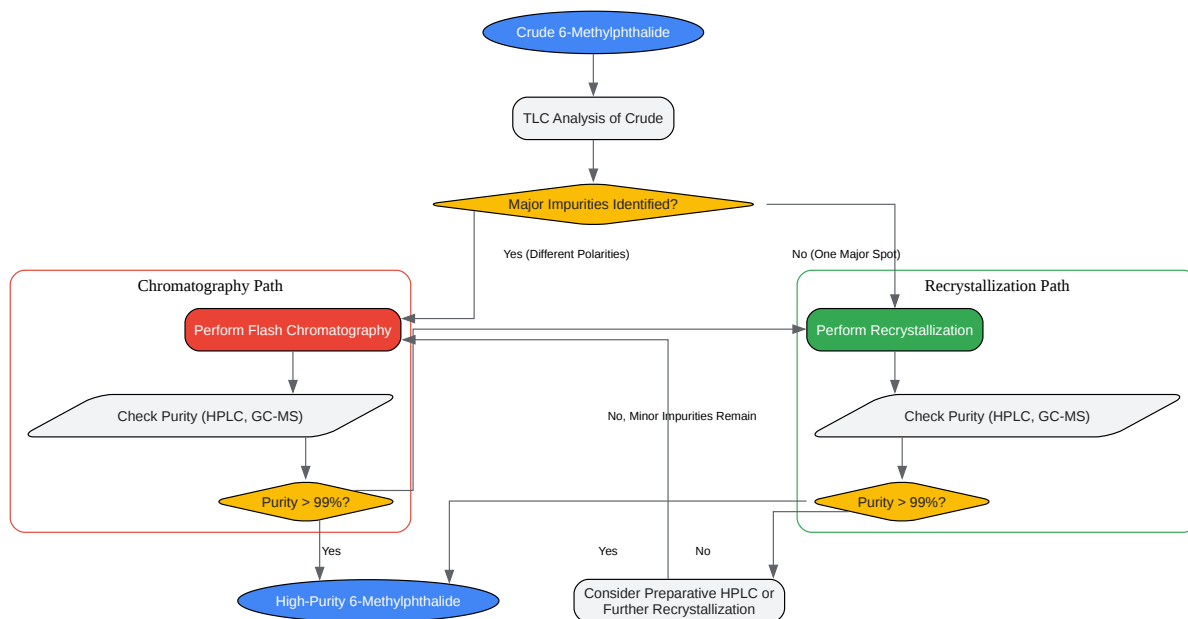 Crude 6-Methylphthalide
TLC Analysis of Crude
Major Impurities Identified?
Yes (Different Polarities)
No (One Major Spot)
Chromatography Path
Recrystallization Path
Perform Flash Chromatography
Perform Recrystallization
Check Purity (HPLC, GC-MS)
No, Minor Impurities Remain
Check Purity (HPLC, GC-MS)
Purity > 99%?
Purity > 99%?
Yes
Yes
No
High-Purity 6-Methylphthalide
Consider Preparative HPLC or
Further Recrystallization